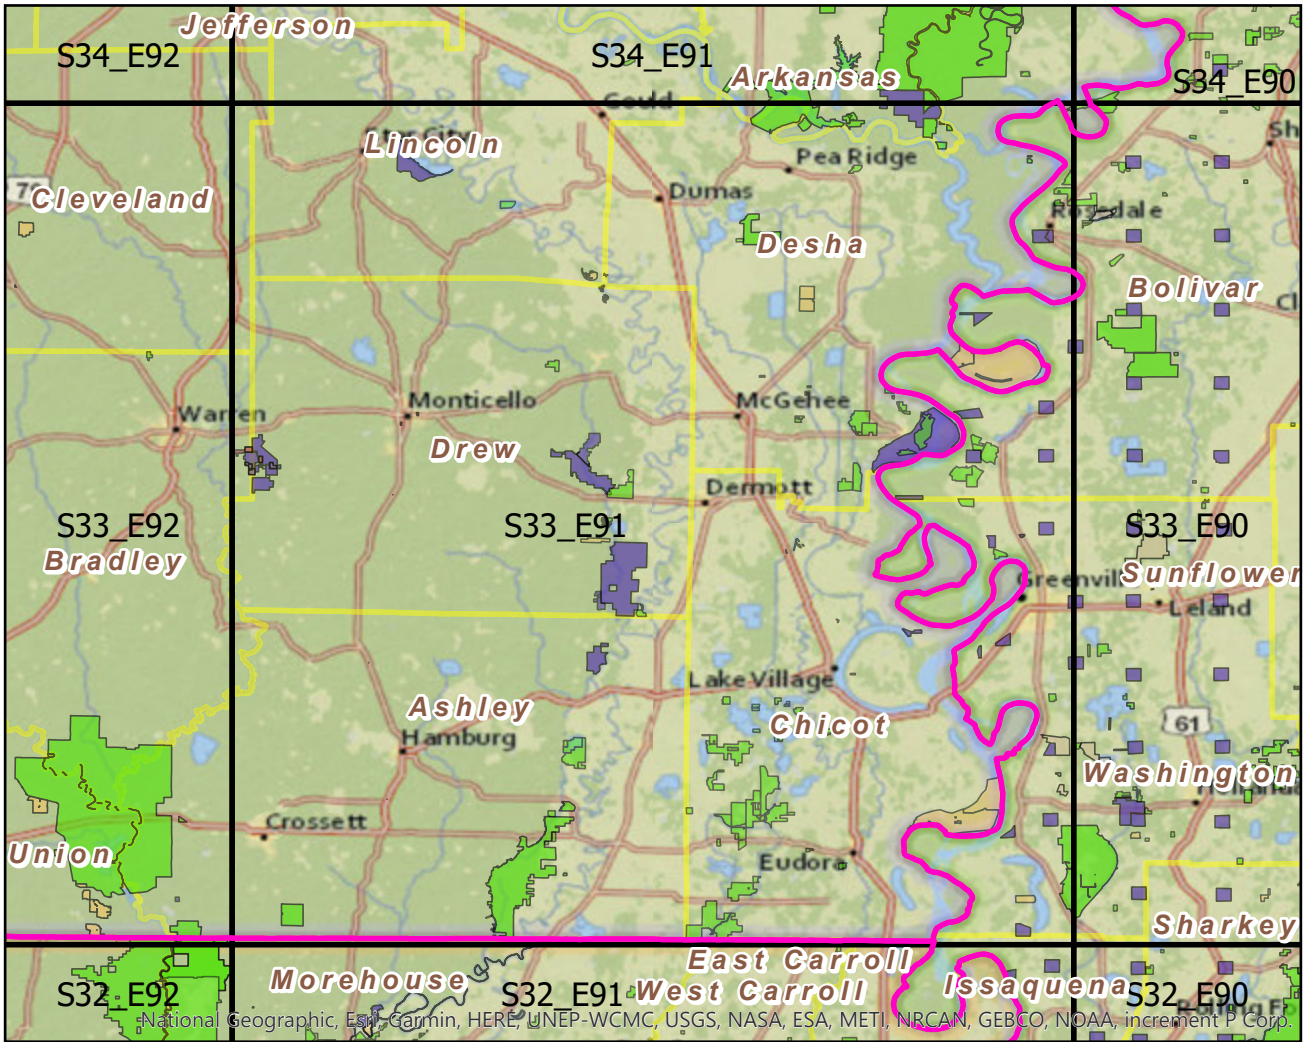 Jefferson
S34_E92
S34_E91
Arkansas
S34_E90
Gould
Lincoln
Sh
Pea Ridge
Cleveland
Dumas
Rosedale
Desha
Bolivar
Cl
Monticello
McGehee
Warren
Drew
Dermott
S33_E92
S33_E91
S33_E90
Bradley
Greenvill
Sunflower
Leland
Lake Village
Ashley
Chicot
61
Hamburg
Washington
Crossett
Union
Eudora
Sharkey
East Carroll
Morehouse
West Carroll
Issaquena
S32_E92
S32_E91
S32_E90
National Geographic, Esri, Garmin, HERE, UNEP-WCMC, USGS, NASA, ESA, METI, NRCAN, GEBCO, NOAA, increment P Corp.